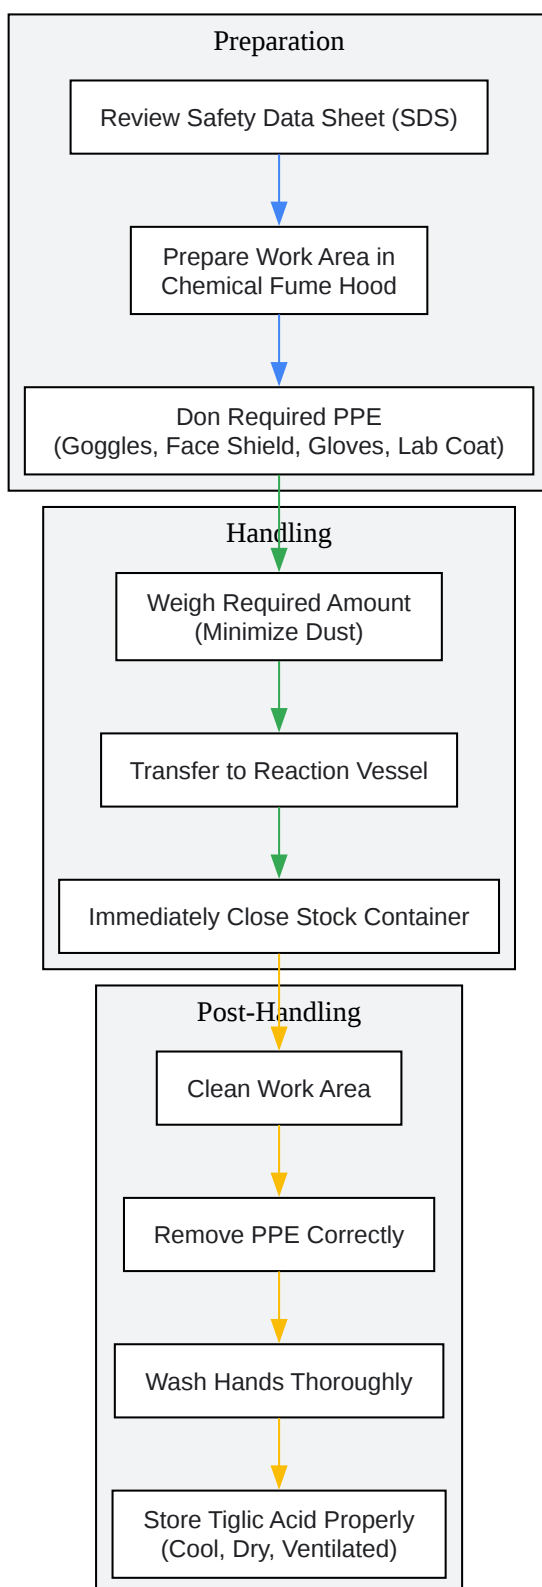 Preparation
Review Safety Data Sheet (SDS)
Prepare Work Area in
Chemical Fume Hood
Don Required PPE
(Goggles, Face Shield, Gloves, Lab Coat)
Handling
Weigh Required Amount
(Minimize Dust)
Transfer to Reaction Vessel
Immediately Close Stock Container
Post-Handling
Clean Work Area
Remove PPE Correctly
Wash Hands Thoroughly
Store Tiglic Acid Properly
(Cool, Dry, Ventilated)